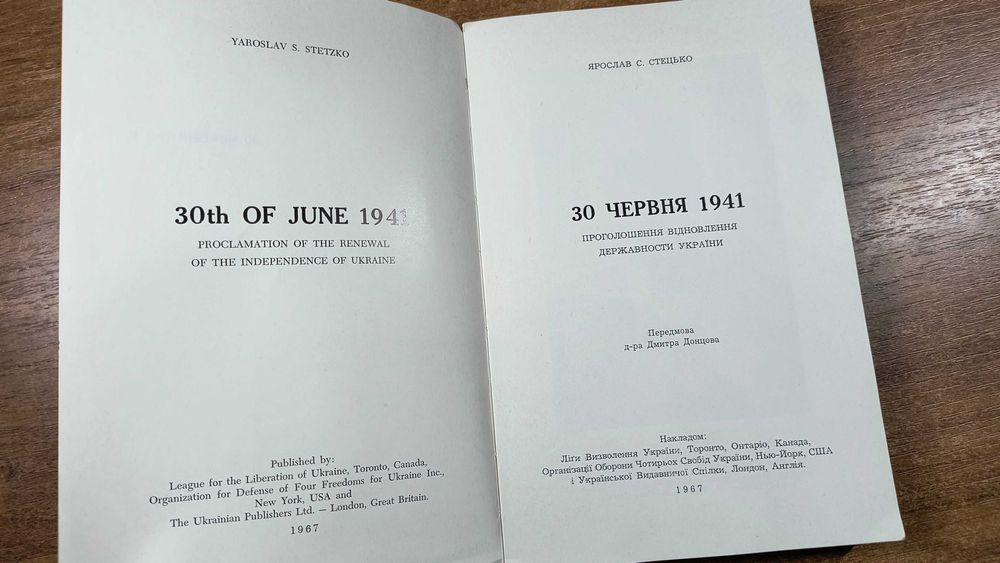 YAROSLAV S. STETZKO
30th OF JUNE 1941
PROCLAMATION OF THE RENEWAL
OF THE INDEPENDENCE OF UKRAINE
Published by:
League for the Liberation of Ukraine, Toronto, Canada,
Organization for Defense of Four Freedoms for Ukraine Inc.,
New York, USA and
The Ukrainian Publishers Ltd. — London, Great Britain.
1967
ЯРОСЛАВ С. СТЕЦЬКО
30 ЧЕРВНЯ 1941
ПРОГОЛОШЕННЯ ВІДНОВЛЕННЯ
ДЕРЖАВНОСТИ УКРАЇНИ
Передмова
д-ра Дмитра Донцова
Накладом:
Ліґи Визволення України, Торонто, Онтаріо, Канада,
Організації Оборони Чотирьох Свобід України, Нью-Йорк, США
і Української Видавничої Спілки, Лондон, Англія.
1967